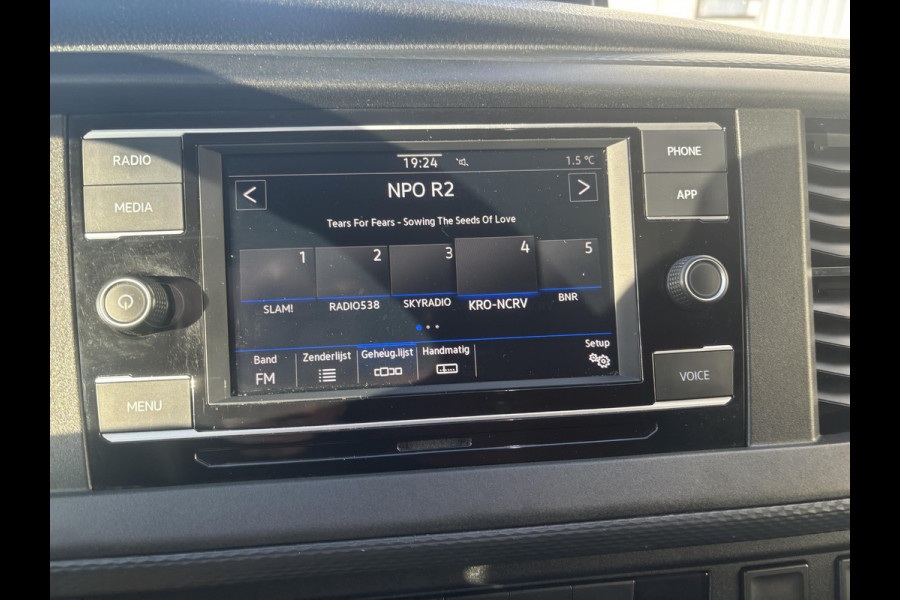 RADIO
MEDIA
MENU
19:24
1.5 °C
<
NPO R2
>
Tears For Fears - Sowing The Seeds Of Love
1 2 3 4 5
SLAM! RADIO538 SKYRADIO KRO-NCRV BNR
Band Zenderlijst Geheug.lijst Handmatig Setup
FM
PHONE
APP
VOICE